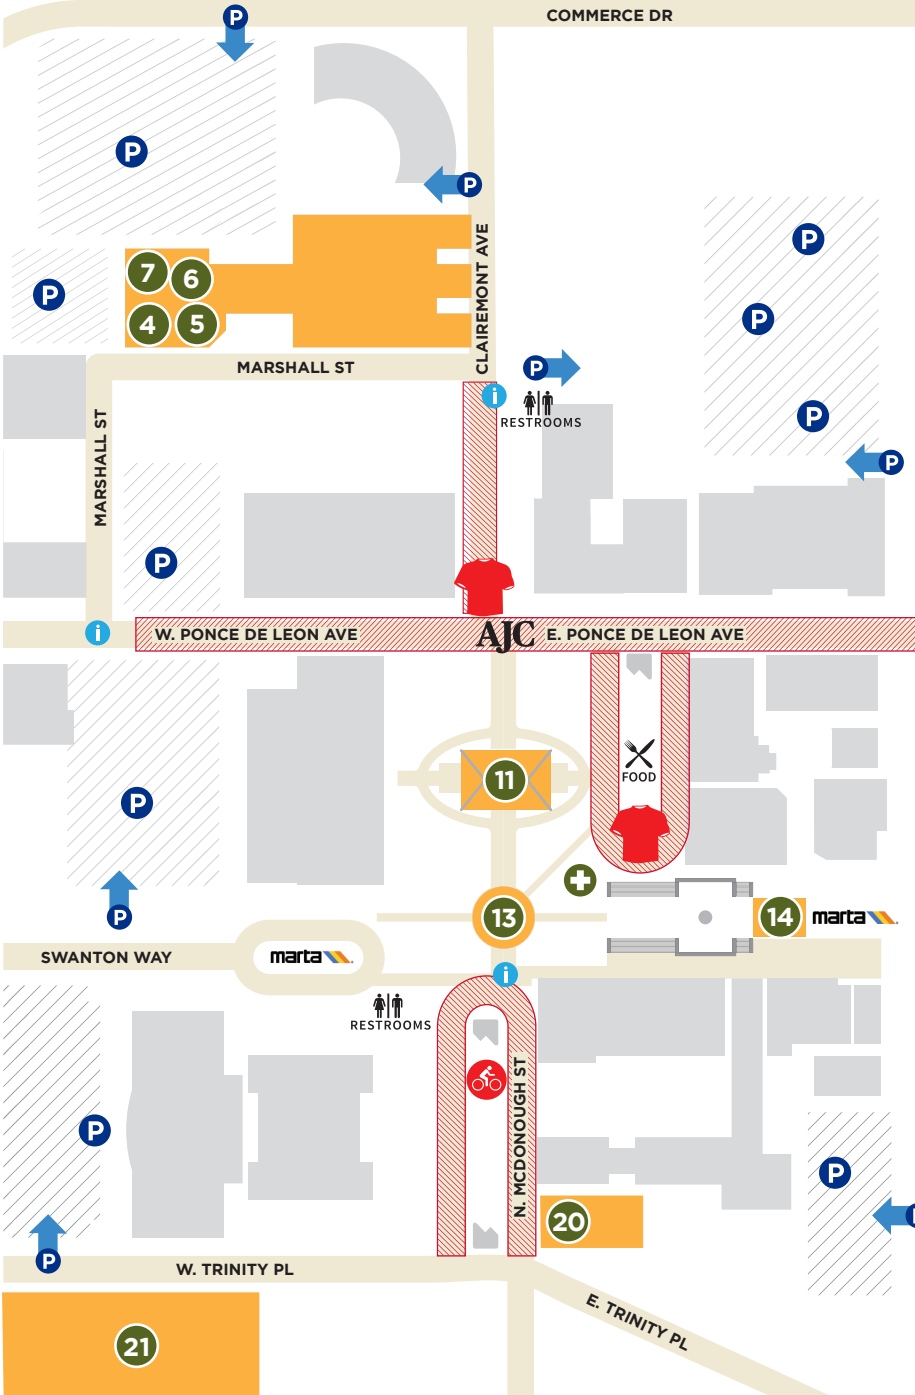 P
COMMERCE DR
P
P
CLAIREMONT AVE
P
7
6
P
4
5
P
MARSHALL ST
P
i
RESTROOMS
P
MARSHALL ST
P
P
i
W. PONCE DE LEON AVE
AJC
E. PONCE DE LEON AVE
FOOD
11
P
P
13
14
marta
SWANTON WAY
marta
i
RESTROOMS
N. MCDONOUGH ST
P
P
20
P
W. TRINITY PL
E. TRINITY PL
21